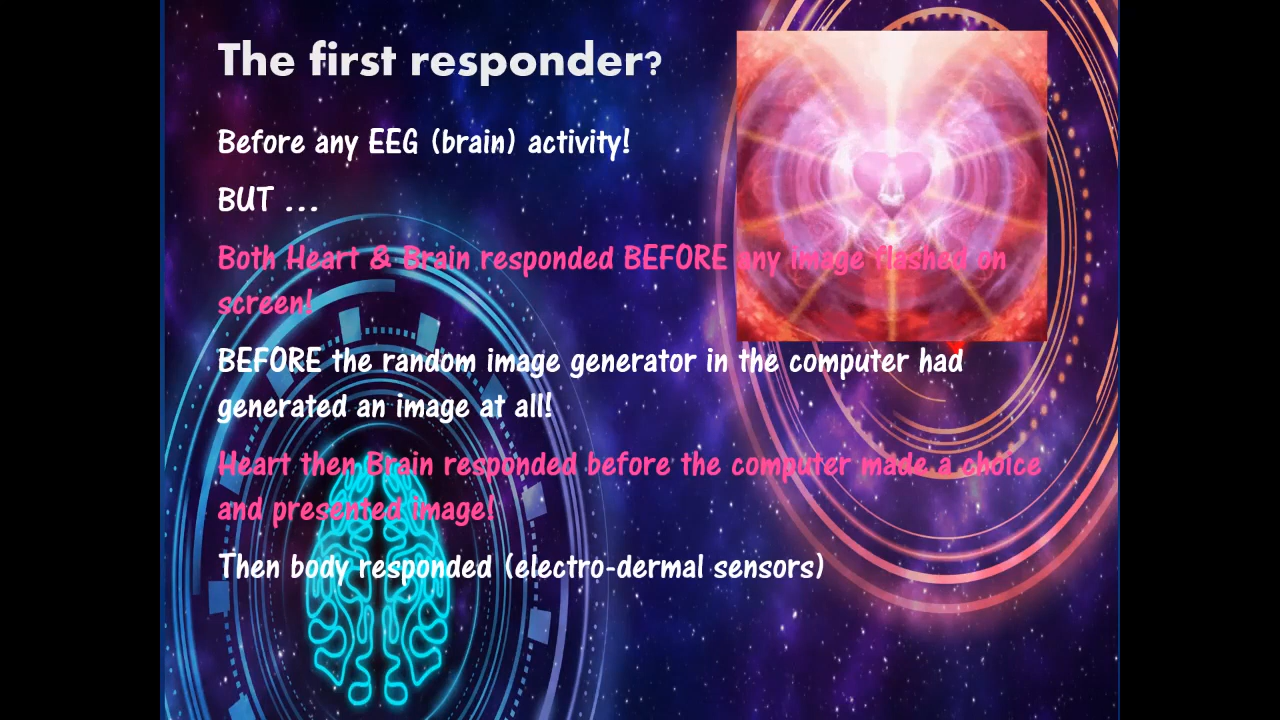 The first responder?
Before any EEG (brain) activity!
BUT ...
Both Heart & Brain responded BEFORE any image flashed on
screen!
BEFORE the random image generator in the computer had
generated an image at all!
Heart then Brain responded before the computer made a choice
and presented image!
Then body responded (electro-dermal sensors)